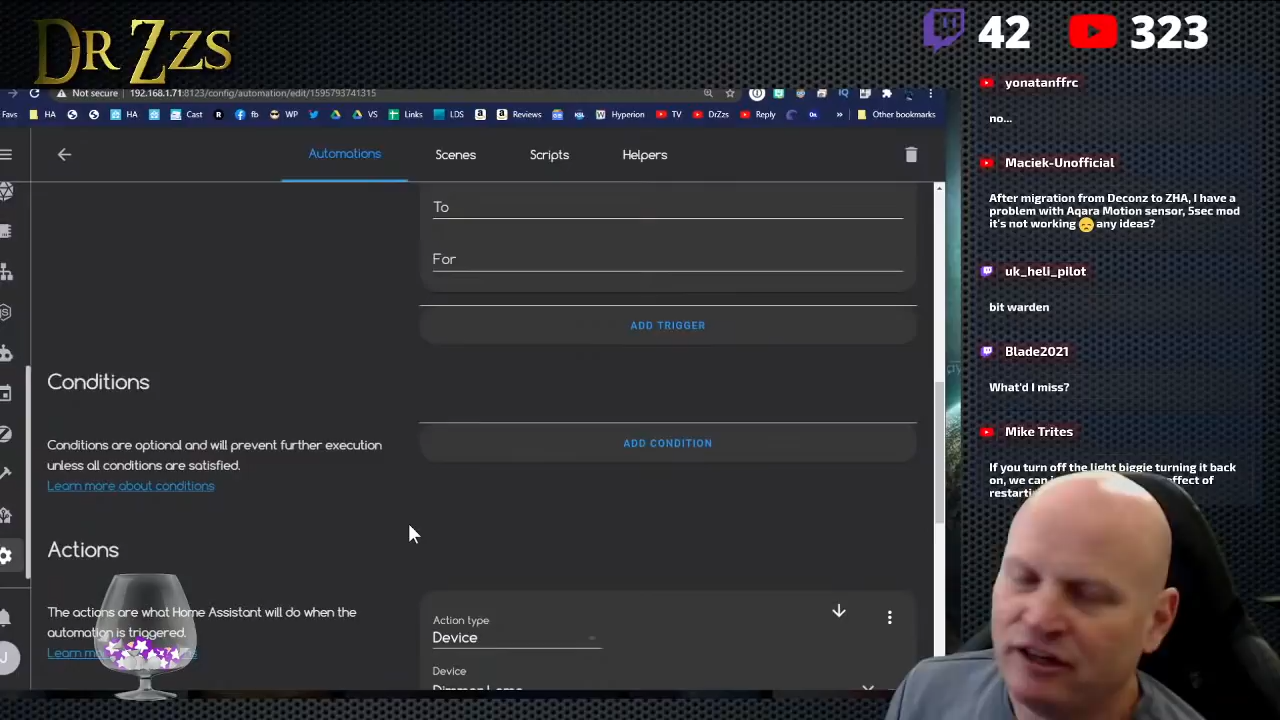 DR ZZS
42
323
Not secure
192.168.1.71:8123/config/automation/edit/1595793741315
Favs
HA
HA
Cast
fb
WP
VS
Links
LDS
Reviews
Hyperion
TV
DrZzs
Reply
Other bookmarks
Automations
Scenes
Scripts
Helpers
To
For
ADD TRIGGER
Conditions
Conditions are optional and will prevent further execution
unless all conditions are satisfied.
Learn more about conditions
ADD CONDITION
Actions
The actions are what Home Assistant will do when the
automation is triggered.
Action type
Device
Device
Dimmer Lamp
yonatanffrc
no...
Maciek-Unofficial
After migration from Deconz to ZHA, I have a
problem with Aqara Motion sensor, 5sec mod
it's not working 😞 any ideas?
uk_heli_pilot
bit warden
Blade2021
What'd I miss?
Mike Trites
If you turn off the light biggie turning it back
on, we can effect of